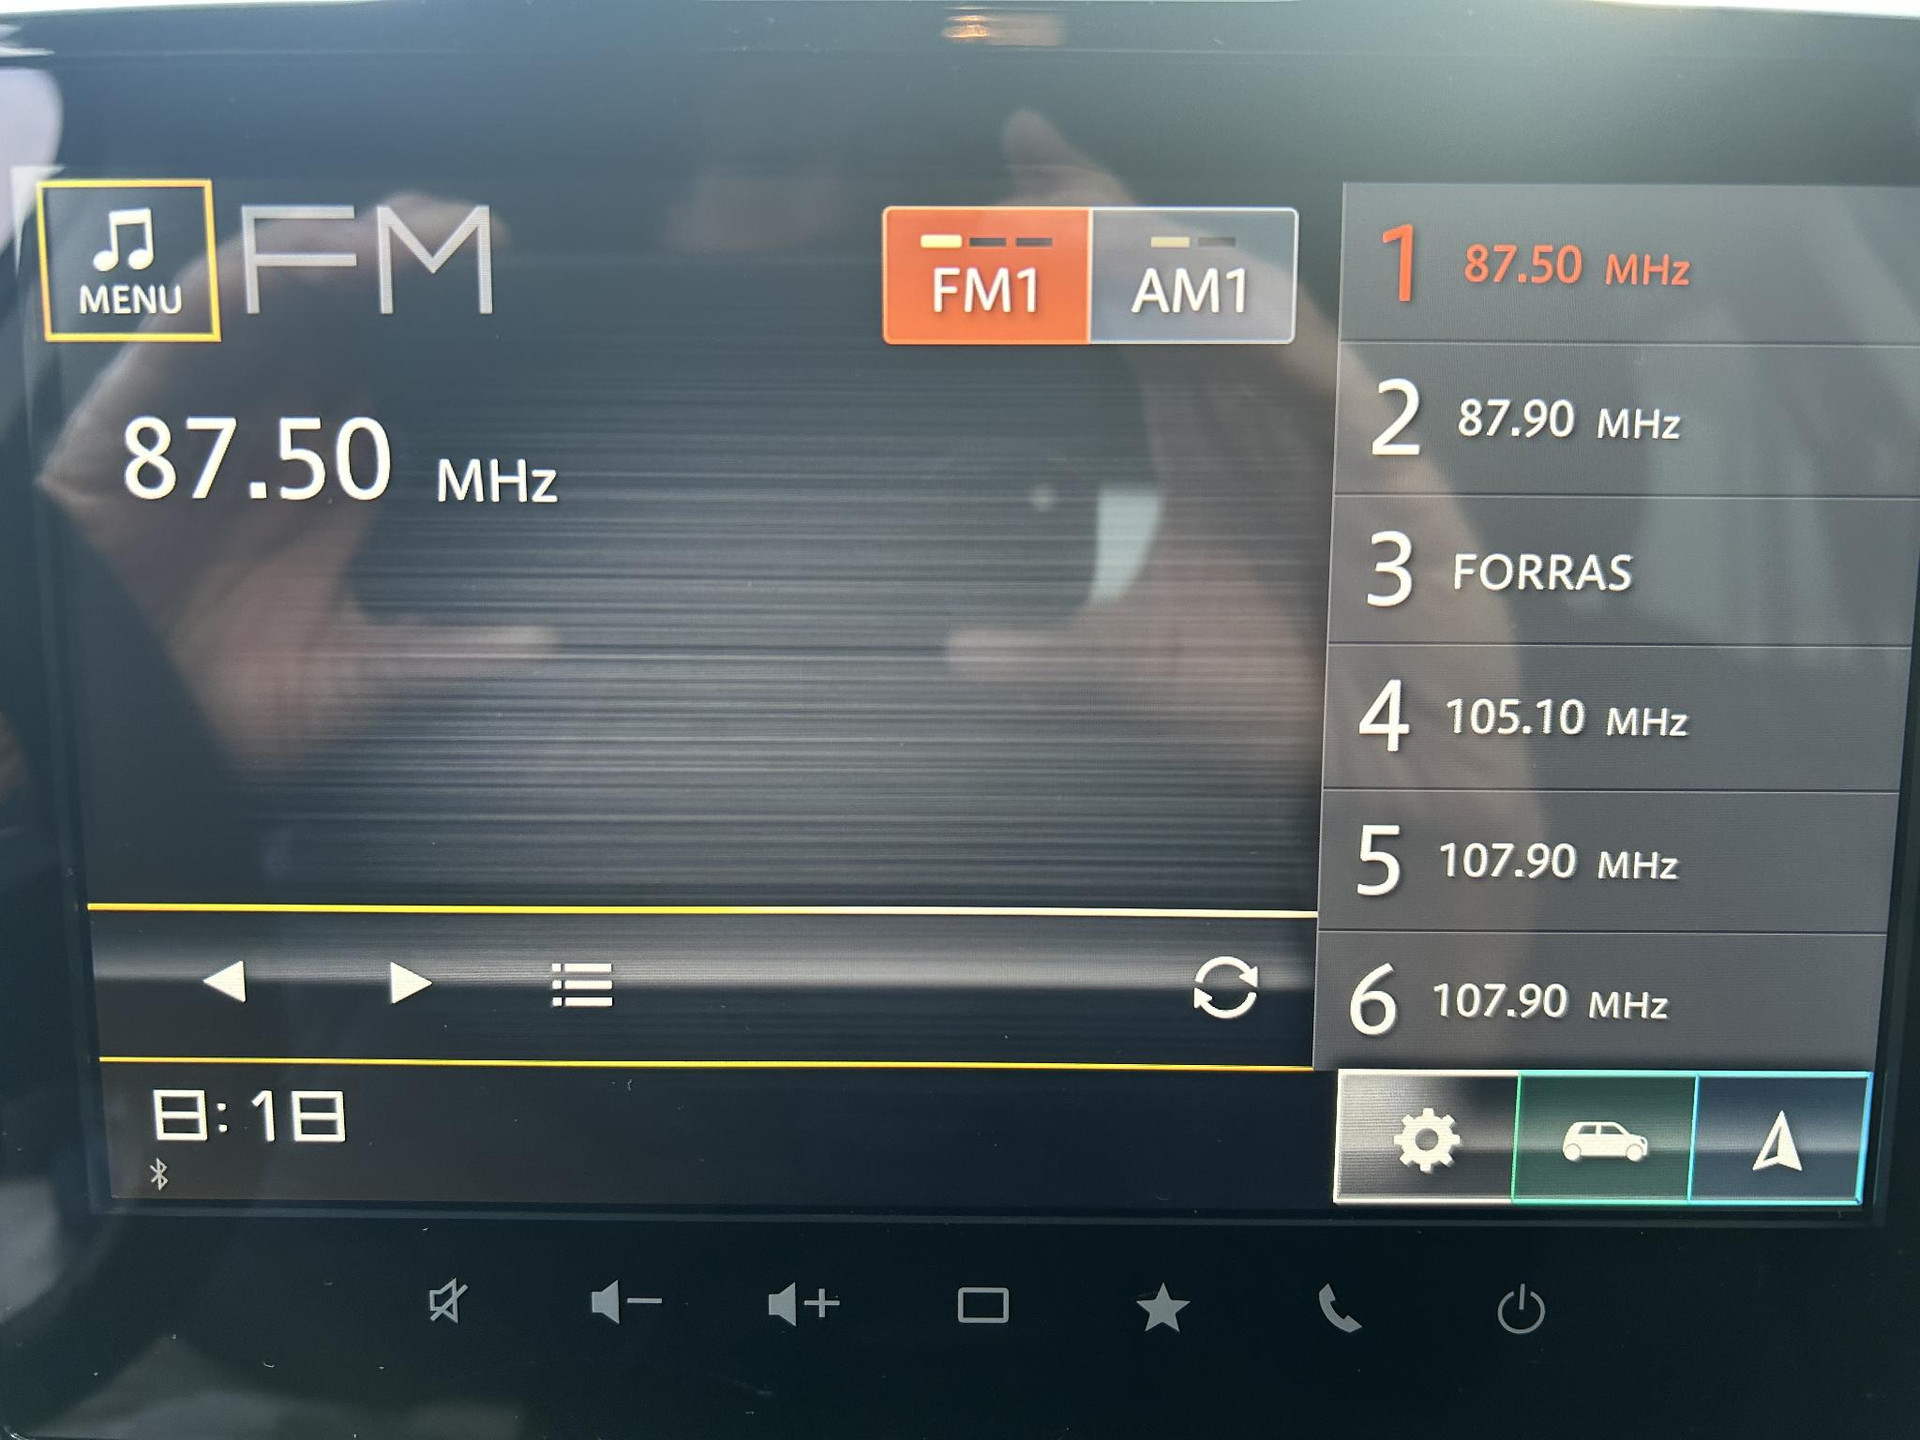 MENU
FM
FM1
AM1
87.50 MHz
1 87.50 MHz
2 87.90 MHz
3 FORRAS
4 105.10 MHz
5 107.90 MHz
6 107.90 MHz
8:18